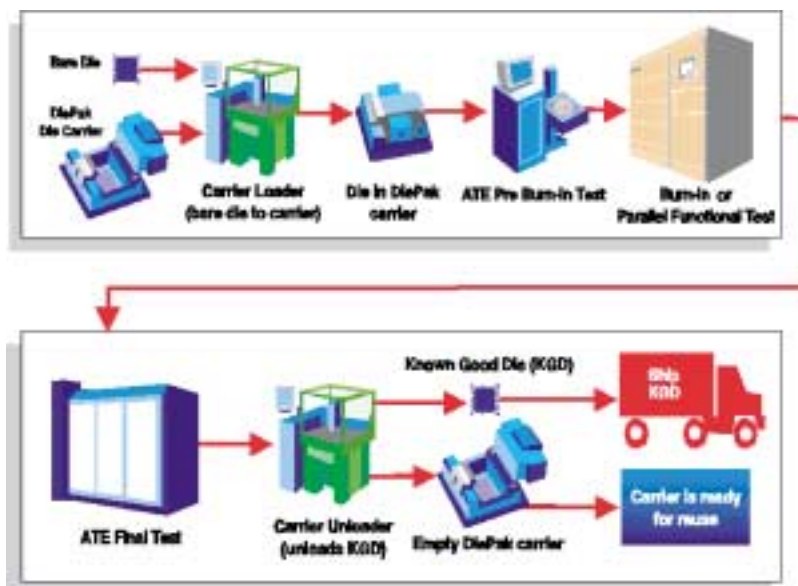 Bare Die
DiePak
Die Carrier
Carrier Loader
(bare die to carrier)
Die in DiePak
carrier
ATE Pre Burn-in Test
Burn-in or
Parallel Functional Test
Known Good Die (KGD)
Ship
KGD
ATE Final Test
Carrier Unloader
(unloads KGD)
Empty DiePak carrier
Carrier is ready
for reuse